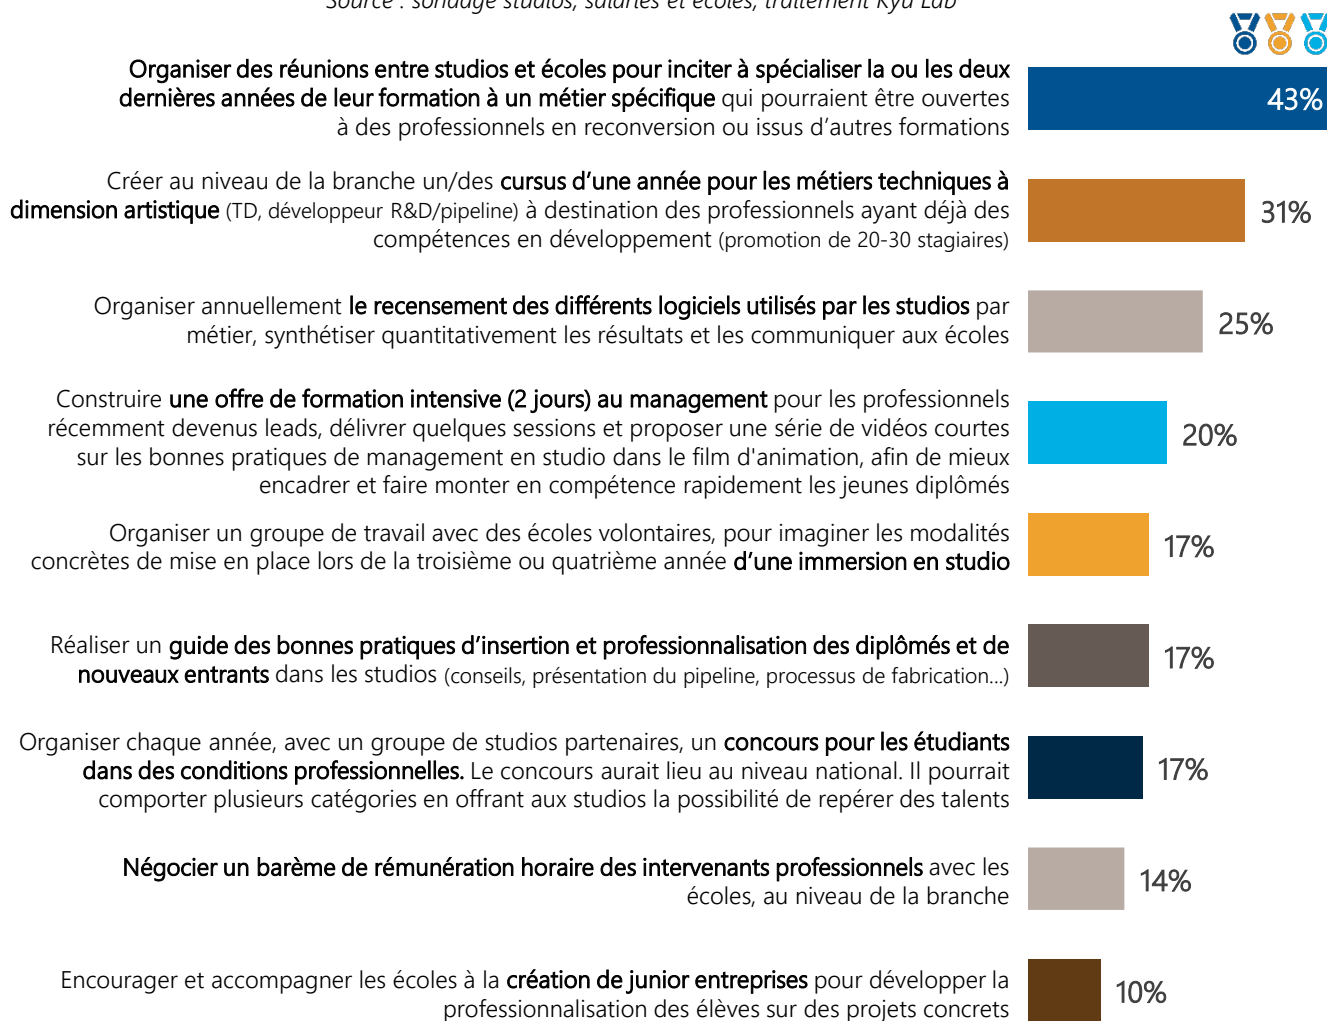 Source : sondage studios, salariés et écoles, traitement Kyu Lab
Organiser des réunions entre studios et écoles pour inciter à spécialiser la ou les deux
dernières années de leur formation à un métier spécifique qui pourraient être ouvertes
à des professionnels en reconversion ou issus d’autres formations
43%
Créer au niveau de la branche un/des cursus d’une année pour les métiers techniques à
dimension artistique (TD, développeur R&D/pipeline) à destination des professionnels ayant déjà des
compétences en développement (promotion de 20-30 stagiaires)
31%
Organiser annuellement le recensement des différents logiciels utilisés par les studios par
métier, synthétiser quantitativement les résultats et les communiquer aux écoles
25%
Construire une offre de formation intensive (2 jours) au management pour les professionnels
récemment devenus leads, délivrer quelques sessions et proposer une série de vidéos courtes
sur les bonnes pratiques de management en studio dans le film d'animation, afin de mieux
encadrer et faire monter en compétence rapidement les jeunes diplômés
20%
Organiser un groupe de travail avec des écoles volontaires, pour imaginer les modalités
concrètes de mise en place lors de la troisième ou quatrième année d’une immersion en studio
17%
Réaliser un guide des bonnes pratiques d’insertion et professionnalisation des diplômés et de
nouveaux entrants dans les studios (conseils, présentation du pipeline, processus de fabrication...)
17%
Organiser chaque année, avec un groupe de studios partenaires, un concours pour les étudiants
dans des conditions professionnelles. Le concours aurait lieu au niveau national. Il pourrait
comporter plusieurs catégories en offrant aux studios la possibilité de repérer des talents
17%
Négocier un barème de rémunération horaire des intervenants professionnels avec les
écoles, au niveau de la branche
14%
Encourager et accompagner les écoles à la création de junior entreprises pour développer la
professionnalisation des élèves sur des projets concrets
10%